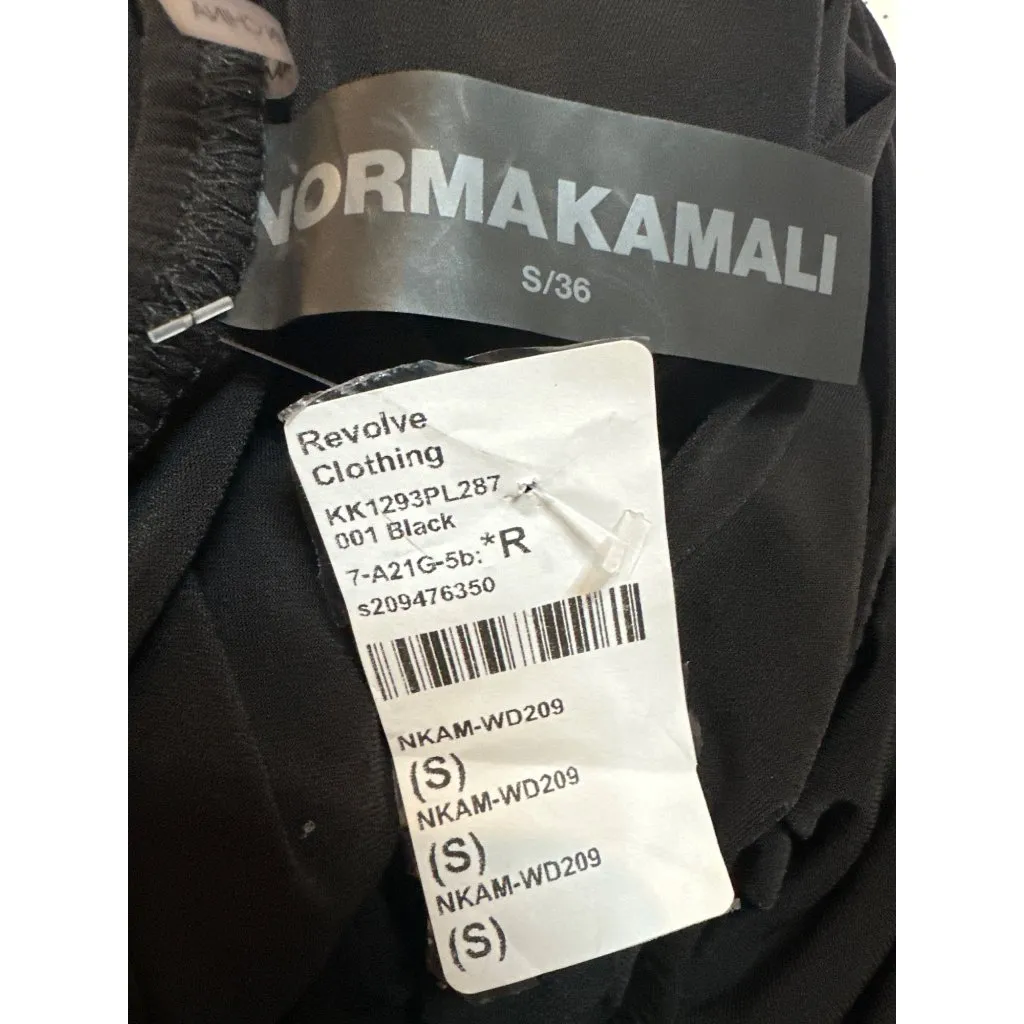 NORMAKAMALI
S/36
Revolve
Clothing
KK1293PL287
001 Black
7-A21G-5b:*R
s209476350
NKAM-WD209
(S)
NKAM-WD209
(S)
NKAM-WD209
(S)